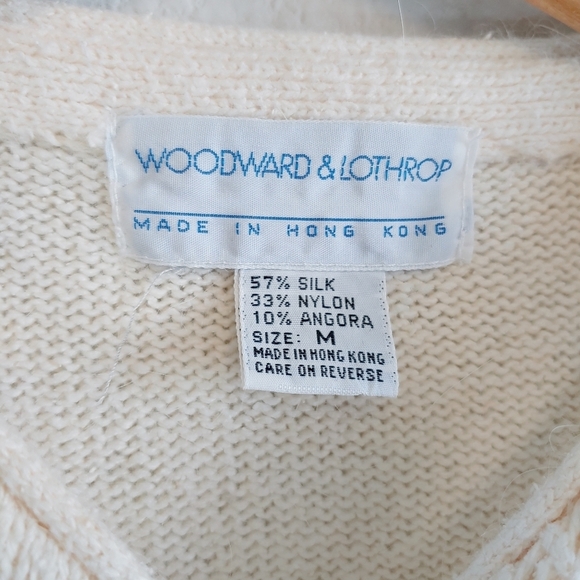 WOODWARD & LOTHROP
MADE IN HONG KONG
57% SILK
33% NYLON
10% ANGORA
SIZE: M
MADE IN HONG KONG
CARE ON REVERSE